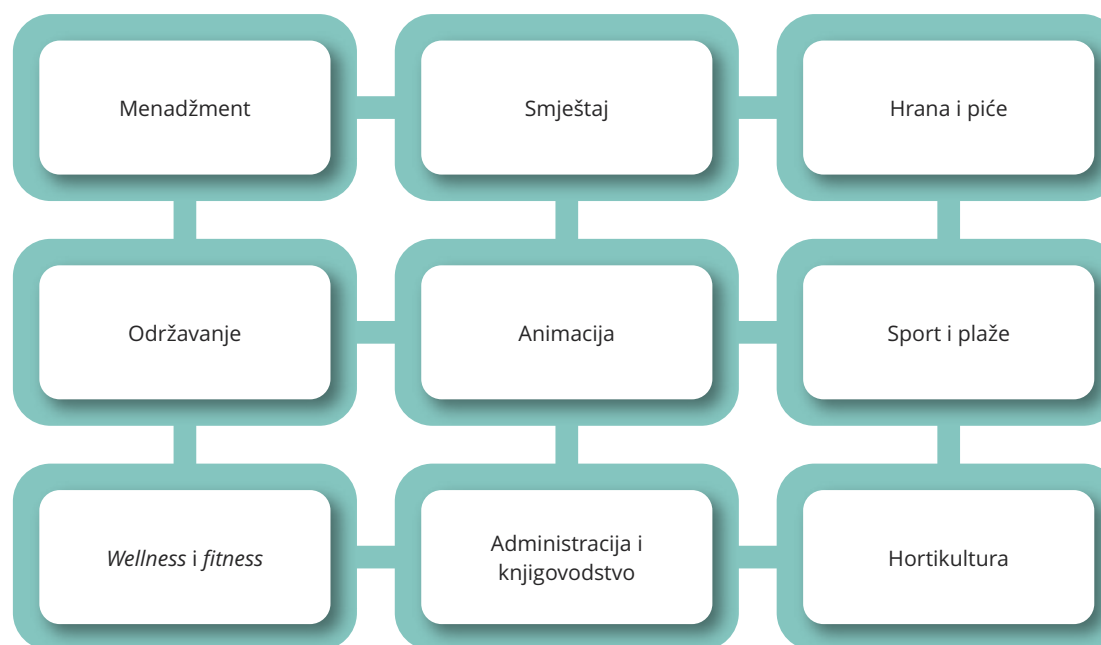 Menadžment
Smještaj
Hrana i piće
Održavanje
Animacija
Sport i plaže
Wellness i fitness
Administracija i
knjigovodstvo
Hortikultura